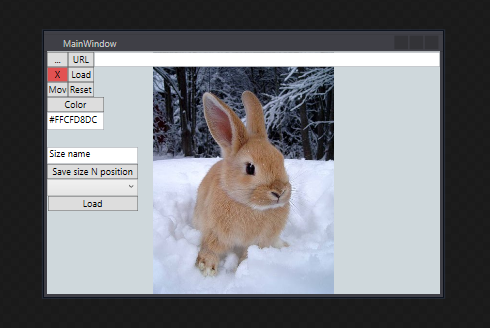 MainWindow
... URL
X Load
Mov Reset
Color
#FFCFD8DC
Size name
Save size N position
Load